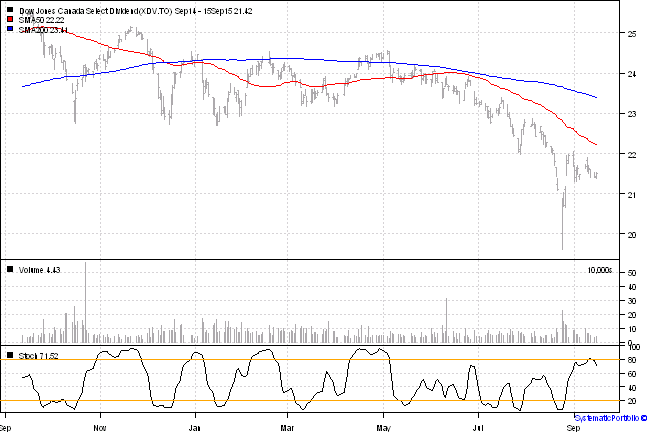 Dow Jones Canada Select Dividend(XDV.TO) Sep14 - 15Sep15 21.42
SMA50 22.22
SMA200 23.41
25
24
23
22
21
20
Volume 4.43
10,000s
50
40
30
20
10
0
Stoch 71.52
100
80
60
40
20
Sep
Nov
Jan
Mar
May
Jul
Sep
SystematicPortfolio ©